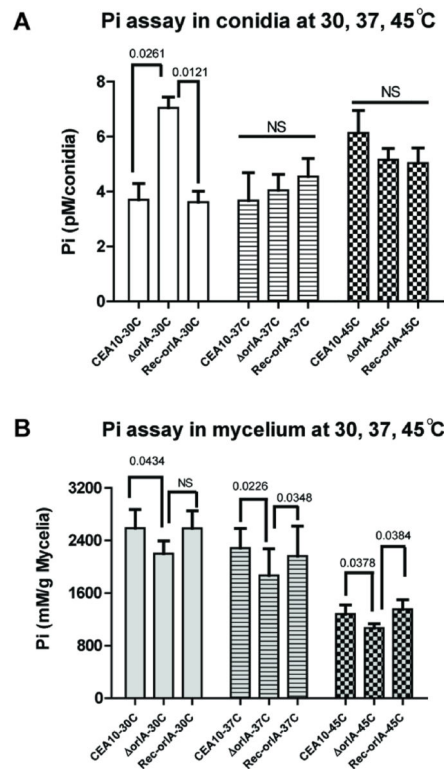 A
Pi assay in conidia at 30, 37, 45°C
0.0261
0.0121
NS
NS
8
6
4
2
0
Pi (pM/conidia)
CEA10-30C
ΔorlA-30C
Rec-orlA-30C
CEA10-37C
ΔorlA-37C
Rec-orlA-37C
CEA10-45C
ΔorlA-45C
Rec-orlA-45C
B
Pi assay in mycelium at 30, 37, 45°C
0.0434
NS
0.0226
0.0348
0.0378
0.0384
3200
2400
1600
800
0
Pi (mM/g Mycelia)
CEA10-30C
ΔorlA-30C
Rec-orlA-30C
CEA10-37C
ΔorlA-37C
Rec-orlA-37C
CEA10-45C
ΔorlA-45C
Rec-orlA-45C